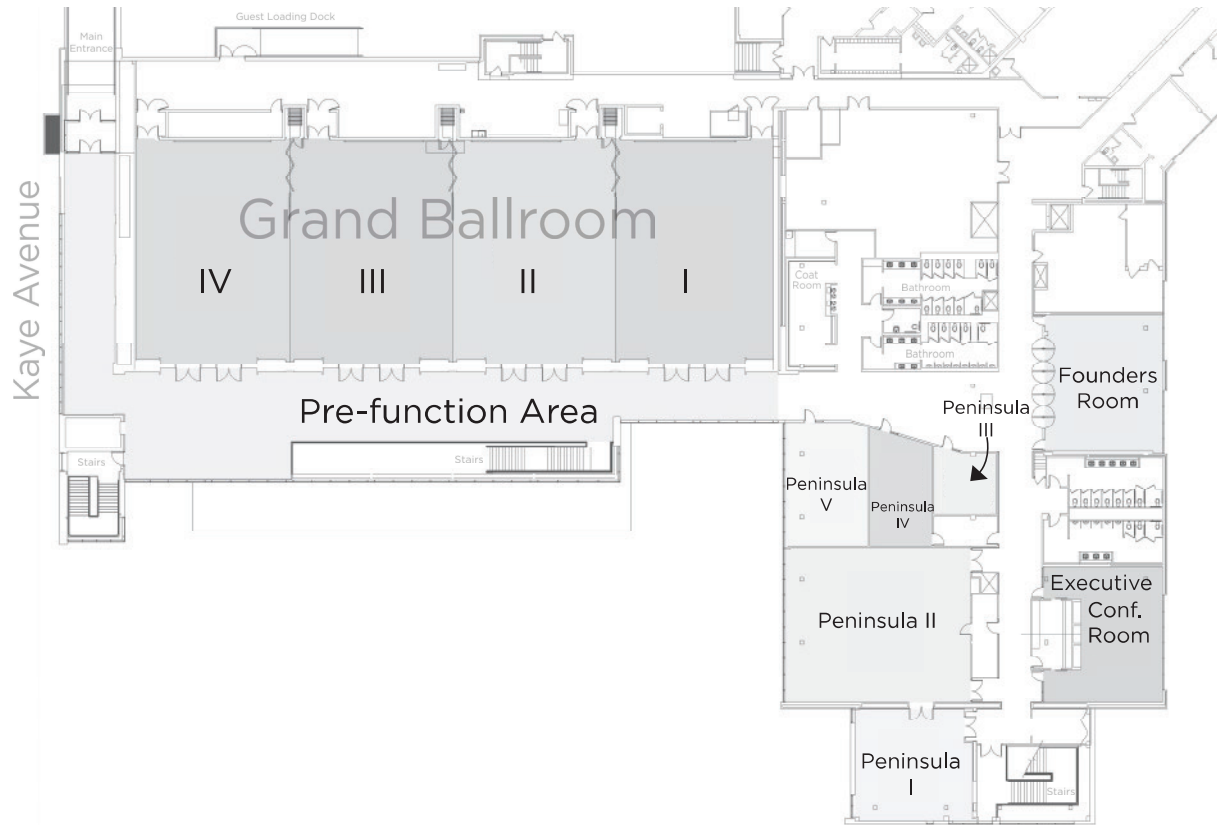 Guest Loading Dock
Main
Entrance
Kaye Avenue
Grand Ballroom
IV
III
II
I
Coat
Room
Bathroom
Bathroom
Pre-function Area
Stairs
Stairs
Founders
Room
Peninsula
III
Peninsula
V
Peninsula
IV
Peninsula II
Executive
Conf.
Room
Peninsula
I
Stairs